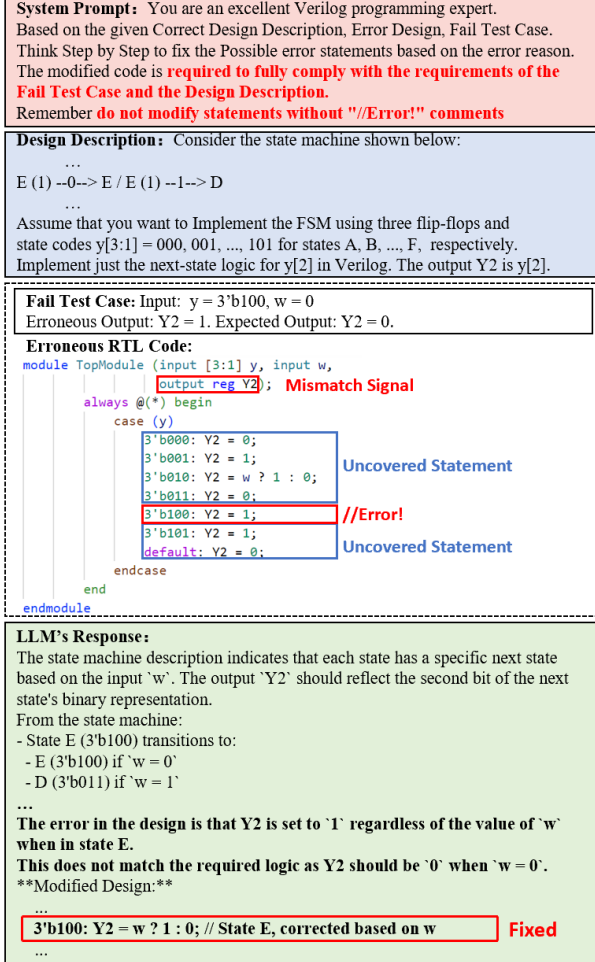 System Prompt： You are an excellent Verilog programming expert.
Based on the given Correct Design Description, Error Design, Fail Test Case.
Think Step by Step to fix the Possible error statements based on the error reason.
The modified code is required to fully comply with the requirements of the
Fail Test Case and the Design Description.
Remember do not modify statements without "//Error!" comments
Design Description： Consider the state machine shown below:
…
E (1) --0--> E / E (1) --1--> D
…
Assume that you want to Implement the FSM using three flip-flops and
state codes y[3:1] = 000, 001, ..., 101 for states A, B, ..., F, respectively.
Implement just the next-state logic for y[2] in Verilog. The output Y2 is y[2].
Fail Test Case: Input: y = 3’b100, w = 0
Erroneous Output: Y2 = 1. Expected Output: Y2 = 0.
Erroneous RTL Code:
module TopModule (input [3:1] y, input w,
output reg Y2); Mismatch Signal
always @(*) begin
case (y)
3'b000: Y2 = 0;
3'b001: Y2 = 1;
3'b010: Y2 = w ? 1 : 0; Uncovered Statement
3'b011: Y2 = 0;
3'b100: Y2 = 1; //Error!
3'b101: Y2 = 1;
default: Y2 = 0; Uncovered Statement
endcase
end
endmodule
LLM’s Response：
The state machine description indicates that each state has a specific next state
based on the input `w`. The output `Y2` should reflect the second bit of the next
state's binary representation.
From the state machine:
- State E (3'b100) transitions to:
- E (3'b100) if `w = 0`
- D (3'b011) if `w = 1`
…
The error in the design is that Y2 is set to `1` regardless of the value of `w`
when in state E.
This does not match the required logic as Y2 should be `0` when `w = 0`.
**Modified Design:**
…
3'b100: Y2 = w ? 1 : 0; // State E, corrected based on w Fixed
…